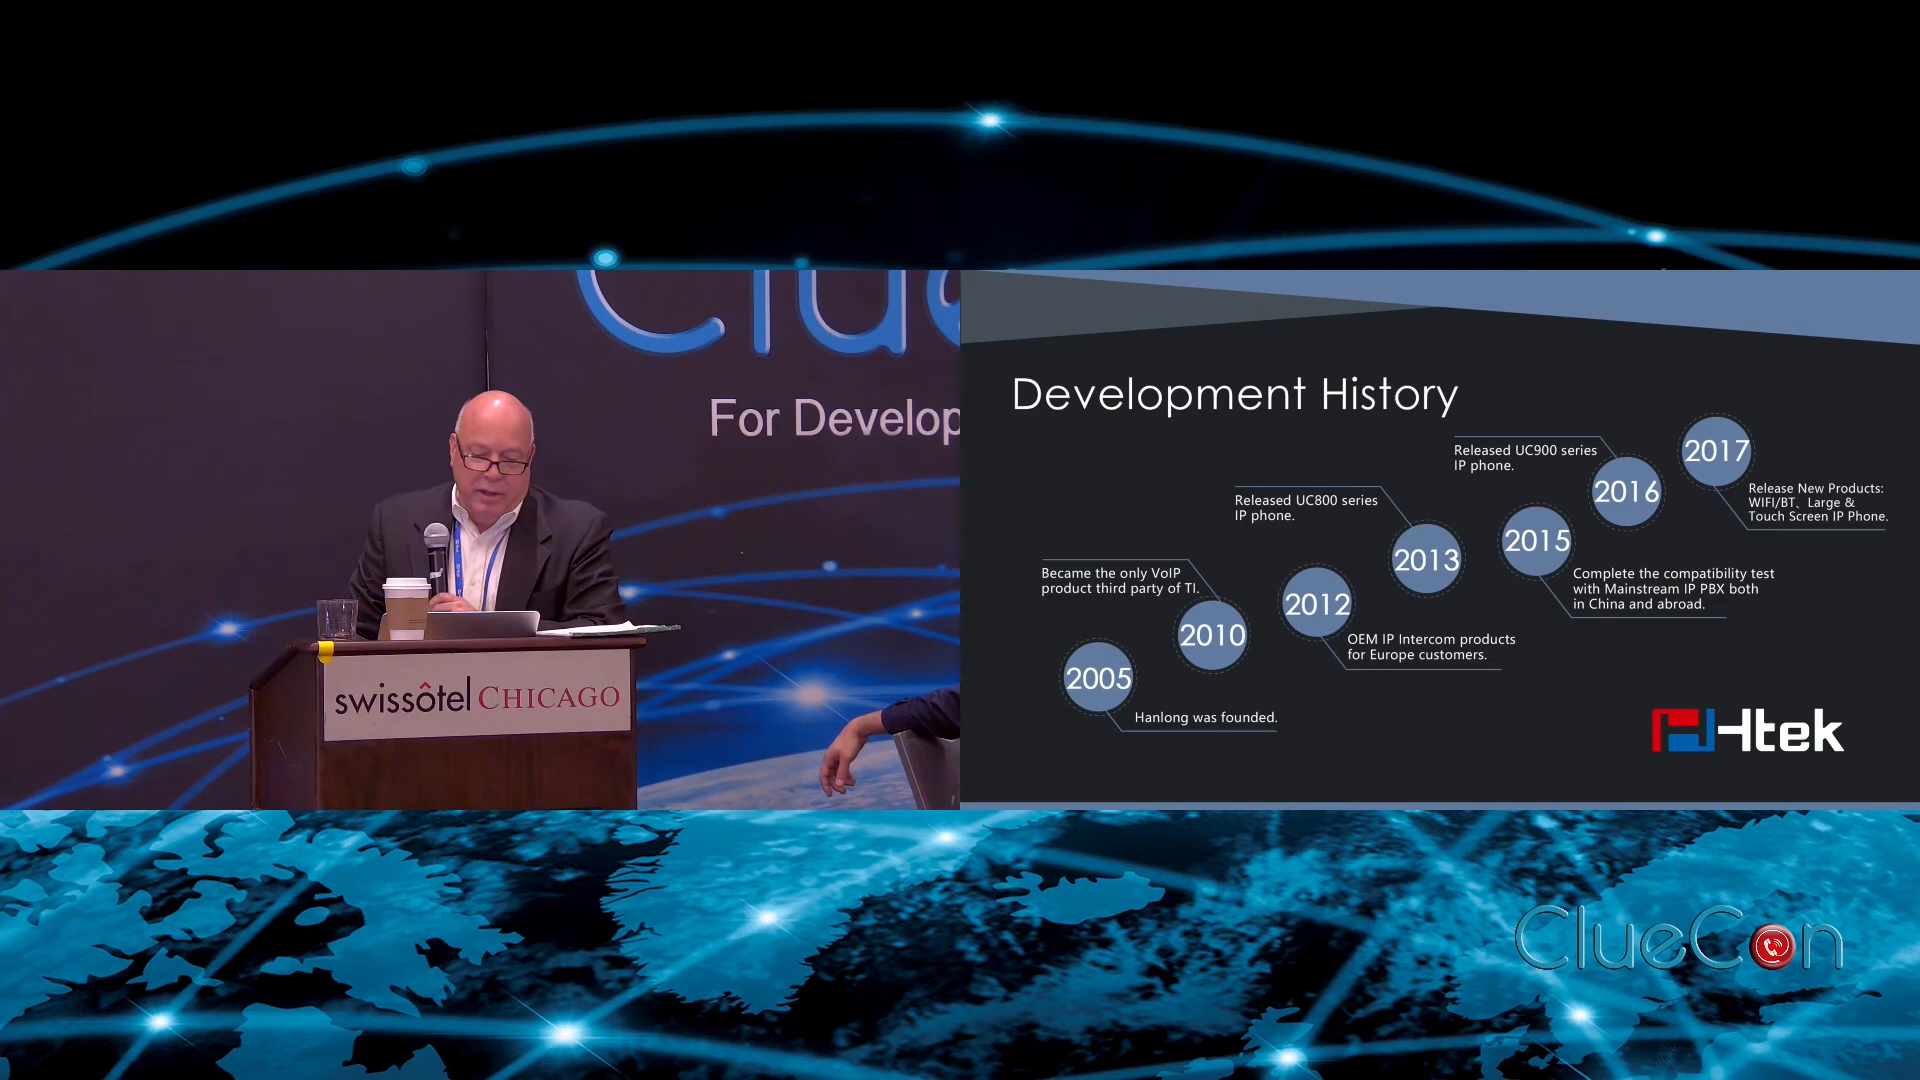 Clue
For Develop
swissôtel CHICAGO
Development History
2017
Released UC900 series
IP phone.
2016
Release New Products:
WIFI/BT、Large &
Touch Screen IP Phone.
Released UC800 series
IP phone.
2013
2015
Complete the compatibility test
with Mainstream IP PBX both
in China and abroad.
Became the only VoIP
product third party of TI.
2010
2012
OEM IP Intercom products
for Europe customers.
2005
Hanlong was founded.
Htek
ClueCon